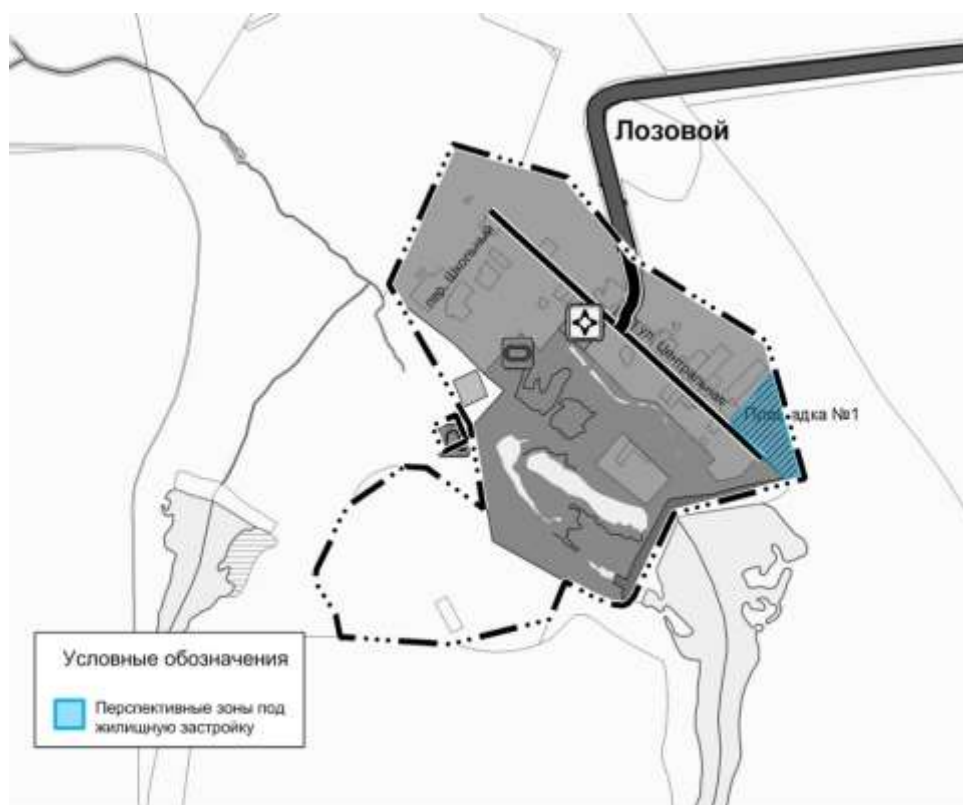 Лозовой
пер. Школьный
ул. Центральная
Площадка №1
Условные обозначения
Перспективные зоны под
жилищную застройку